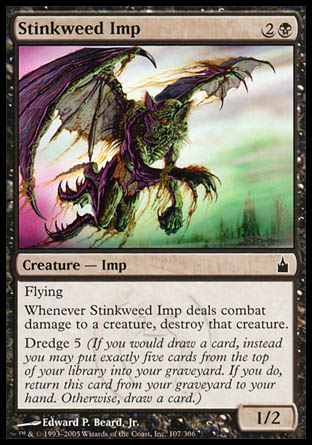 Stinkweed Imp 2
Creature — Imp
Flying
Whenever Stinkweed Imp deals combat
damage to a creature, destroy that creature.
Dredge 5 (If you would draw a card, instead
you may put exactly five cards from the top
of your library into your graveyard. If you do,
return this card from your graveyard to
your hand. Otherwise, draw a card.)
Edward P. Beard, Jr.
™ & © 1993–2005 Wizards of the Coast, Inc. 107/306
1/2